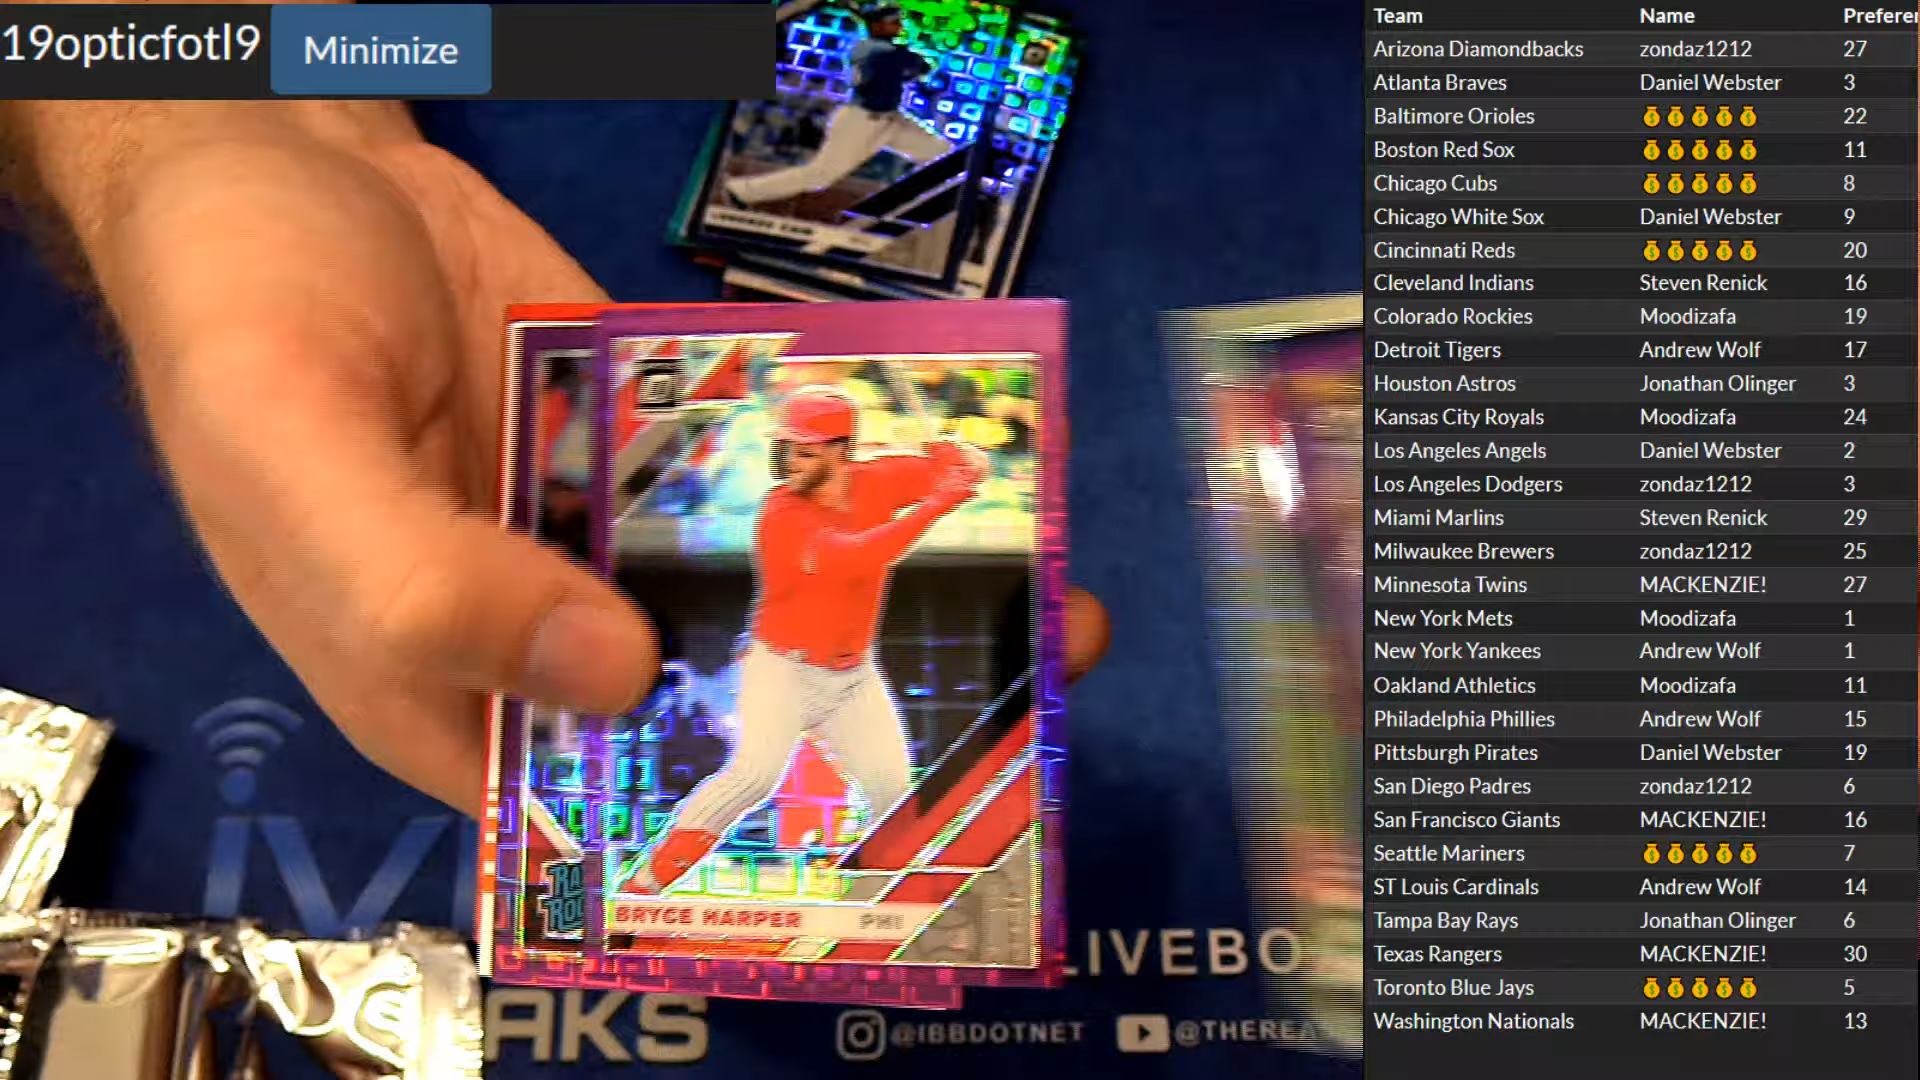 19opticfotl9 Minimize
Team Name Preferen
Arizona Diamondbacks zondaz1212 27
Atlanta Braves Daniel Webster 3
Baltimore Orioles 22
Boston Red Sox 11
Chicago Cubs 8
Chicago White Sox Daniel Webster 9
Cincinnati Reds 20
Cleveland Indians Steven Renick 16
Colorado Rockies Moodizafa 19
Detroit Tigers Andrew Wolf 17
Houston Astros Jonathan Olinger 3
Kansas City Royals Moodizafa 24
Los Angeles Angels Daniel Webster 2
Los Angeles Dodgers zondaz1212 3
Miami Marlins Steven Renick 29
Milwaukee Brewers zondaz1212 25
Minnesota Twins MACKENZIE! 27
New York Mets Moodizafa 1
New York Yankees Andrew Wolf 1
Oakland Athletics Moodizafa 11
Philadelphia Phillies Andrew Wolf 15
Pittsburgh Pirates Daniel Webster 19
San Diego Padres zondaz1212 6
San Francisco Giants MACKENZIE! 16
Seattle Mariners 7
ST Louis Cardinals Andrew Wolf 14
Tampa Bay Rays Jonathan Olinger 6
Texas Rangers MACKENZIE! 30
Toronto Blue Jays 5
Washington Nationals MACKENZIE! 13
BRYCE HARPER PHI
LIVEBO
AKS
@IBBDOTNET @THEREA